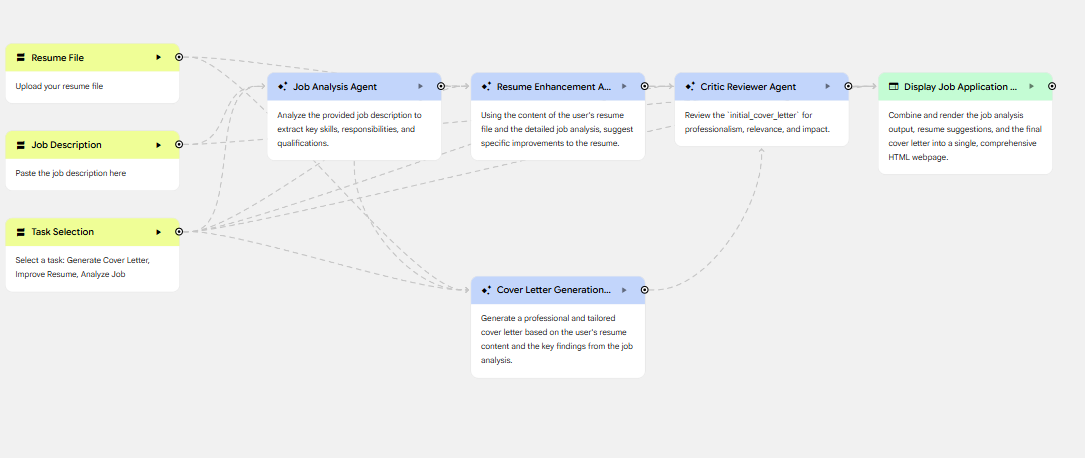 Resume File
Upload your resume file
Job Description
Paste the job description here
Task Selection
Select a task: Generate Cover Letter,
Improve Resume, Analyze Job
Job Analysis Agent
Analyze the provided job description to
extract key skills, responsibilities, and
qualifications.
Resume Enhancement A...
Using the content of the user's resume
file and the detailed job analysis, suggest
specific improvements to the resume.
Critic Reviewer Agent
Review the `initial_cover_letter` for
professionalism, relevance, and impact.
Display Job Application ...
Combine and render the job analysis
output, resume suggestions, and the final
cover letter into a single, comprehensive
HTML webpage.
Cover Letter Generation...
Generate a professional and tailored
cover letter based on the user's resume
content and the key findings from the job
analysis.